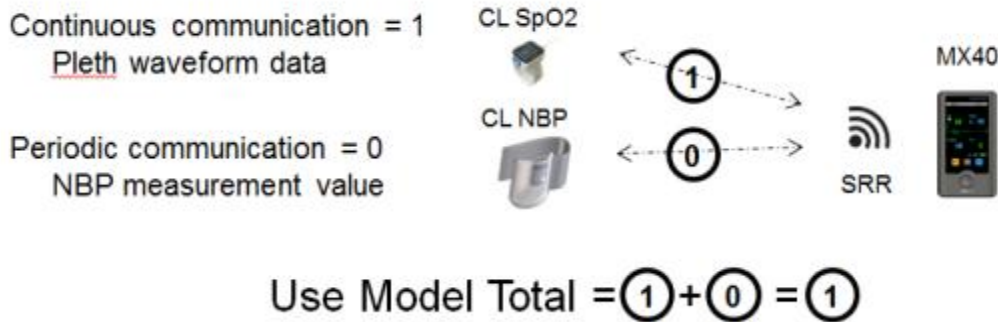 Continuous communication = 1
Pleth waveform data
CL SpO2
1
MX40
Periodic communication = 0
NBP measurement value
CL NBP
0
SRR
Use Model Total = 1 + 0 = 1